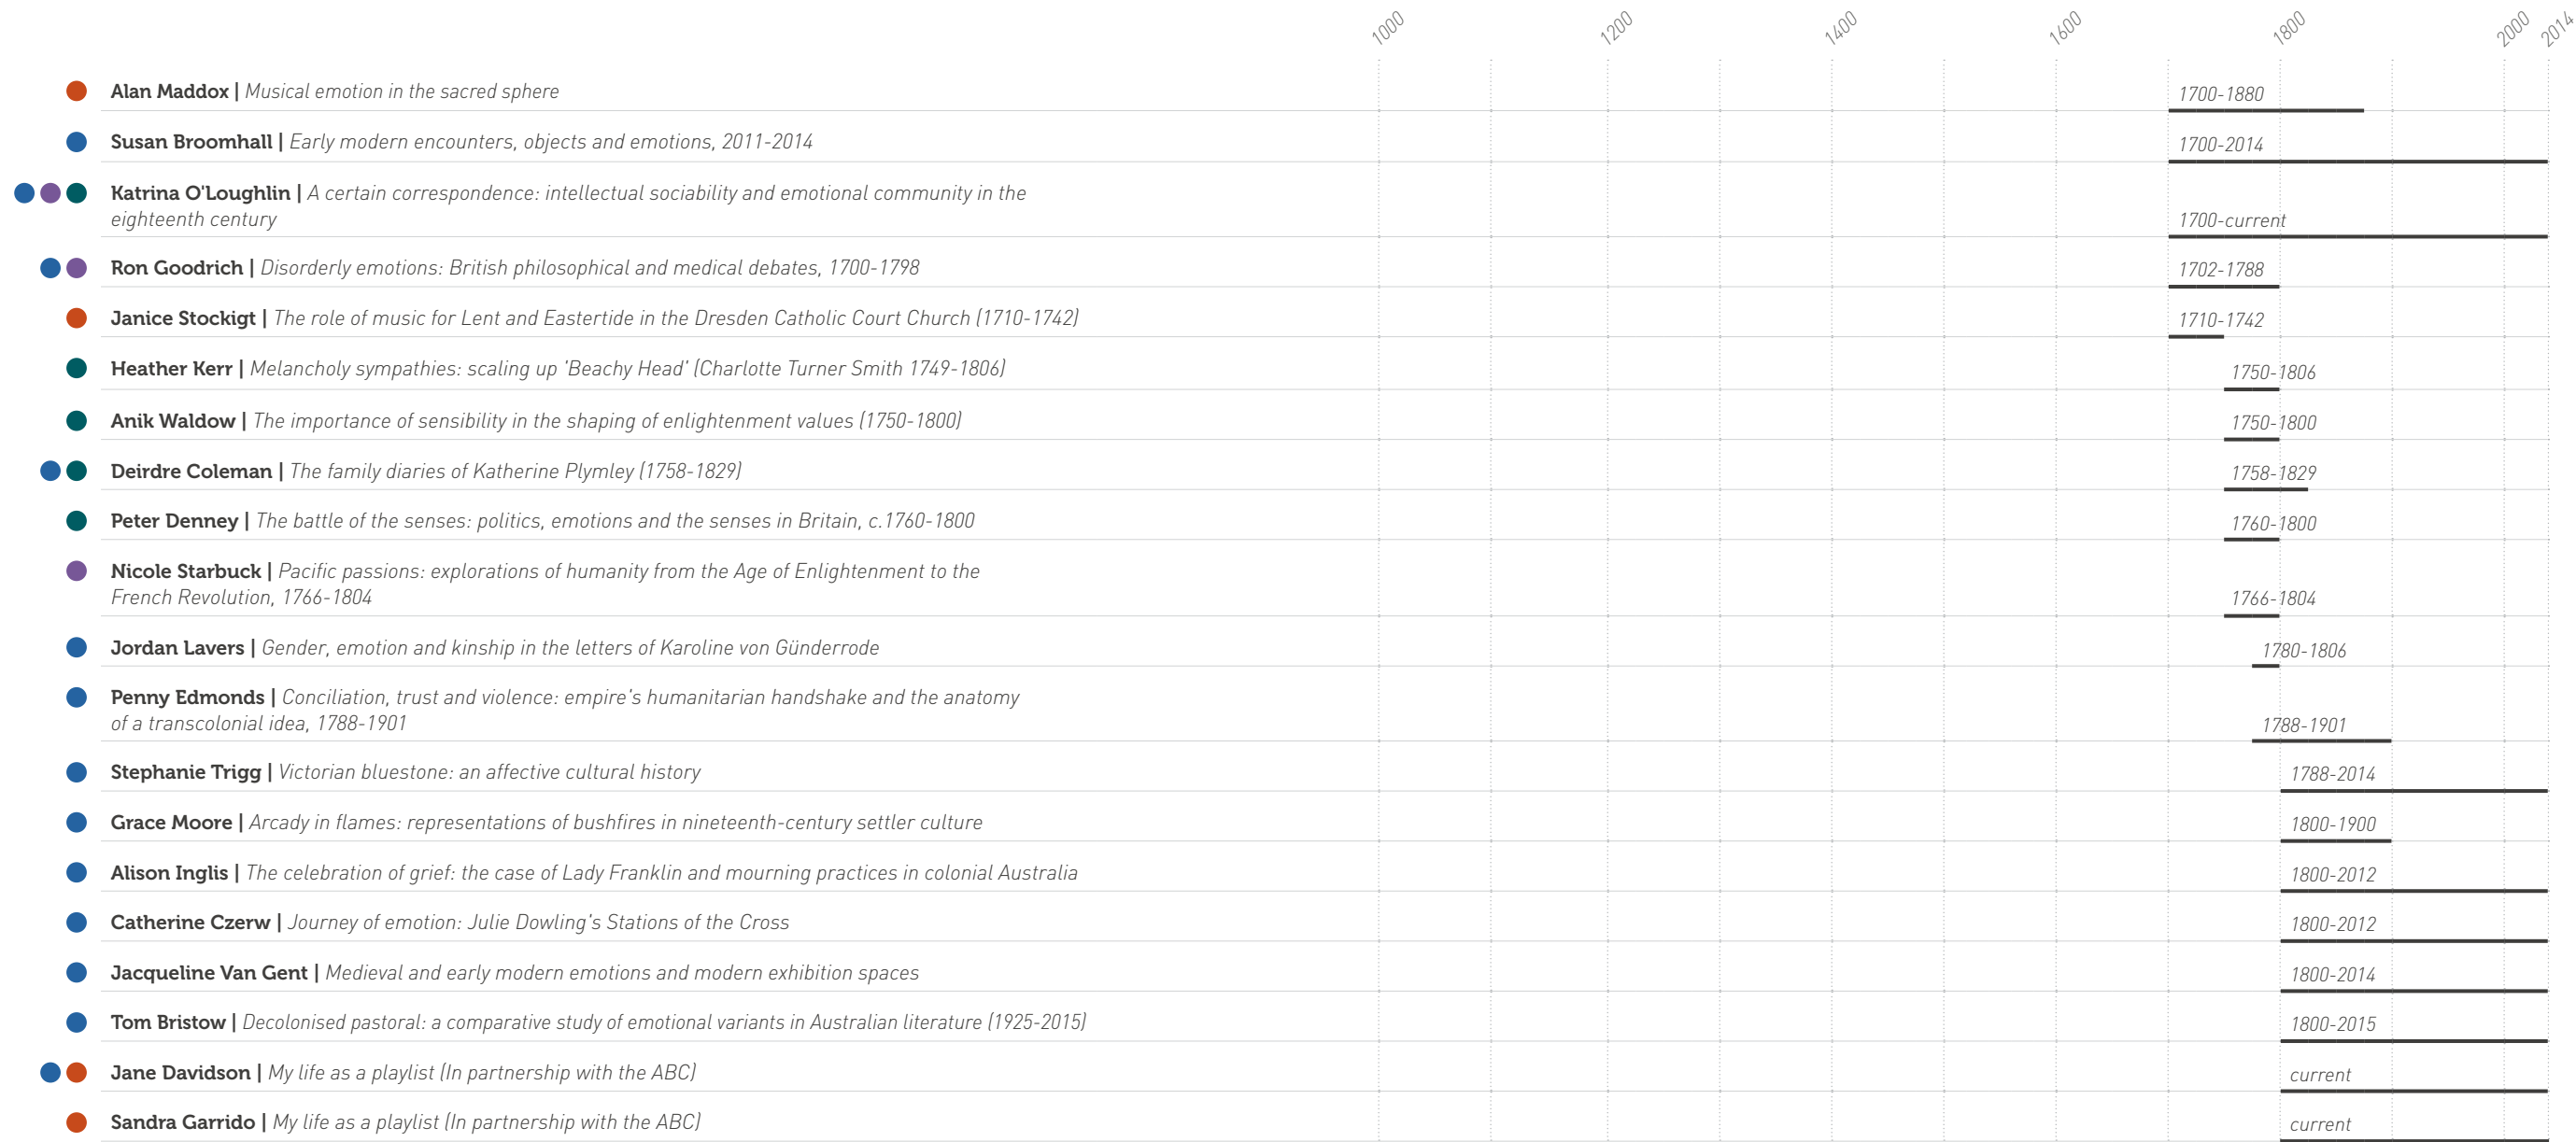 1000 1200 1400 1600 1800 2000 2014
Alan Maddox | Musical emotion in the sacred sphere 1700-1880
Susan Broomhall | Early modern encounters, objects and emotions, 2011-2014 1700-2014
Katrina O'Loughlin | A certain correspondence: intellectual sociability and emotional community in the
eighteenth century 1700-current
Ron Goodrich | Disorderly emotions: British philosophical and medical debates, 1700-1798 1702-1788
Janice Stockigt | The role of music for Lent and Eastertide in the Dresden Catholic Court Church (1710-1742) 1710-1742
Heather Kerr | Melancholy sympathies: scaling up 'Beachy Head' (Charlotte Turner Smith 1749-1806) 1750-1806
Anik Waldow | The importance of sensibility in the shaping of enlightenment values (1750-1800) 1750-1800
Deirdre Coleman | The family diaries of Katherine Plymley (1758-1829) 1758-1829
Peter Denney | The battle of the senses: politics, emotions and the senses in Britain, c.1760-1800 1760-1800
Nicole Starbuck | Pacific passions: explorations of humanity from the Age of Enlightenment to the
French Revolution, 1766-1804 1766-1804
Jordan Lavers | Gender, emotion and kinship in the letters of Karoline von Günderrode 1780-1806
Penny Edmonds | Conciliation, trust and violence: empire's humanitarian handshake and the anatomy
of a transcolonial idea, 1788-1901 1788-1901
Stephanie Trigg | Victorian bluestone: an affective cultural history 1788-2014
Grace Moore | Arcady in flames: representations of bushfires in nineteenth-century settler culture 1800-1900
Alison Inglis | The celebration of grief: the case of Lady Franklin and mourning practices in colonial Australia 1800-2012
Catherine Czerw | Journey of emotion: Julie Dowling's Stations of the Cross 1800-2012
Jacqueline Van Gent | Medieval and early modern emotions and modern exhibition spaces 1800-2014
Tom Bristow | Decolonised pastoral: a comparative study of emotional variants in Australian literature (1925-2015) 1800-2015
Jane Davidson | My life as a playlist (In partnership with the ABC) current
Sandra Garrido | My life as a playlist (In partnership with the ABC) current